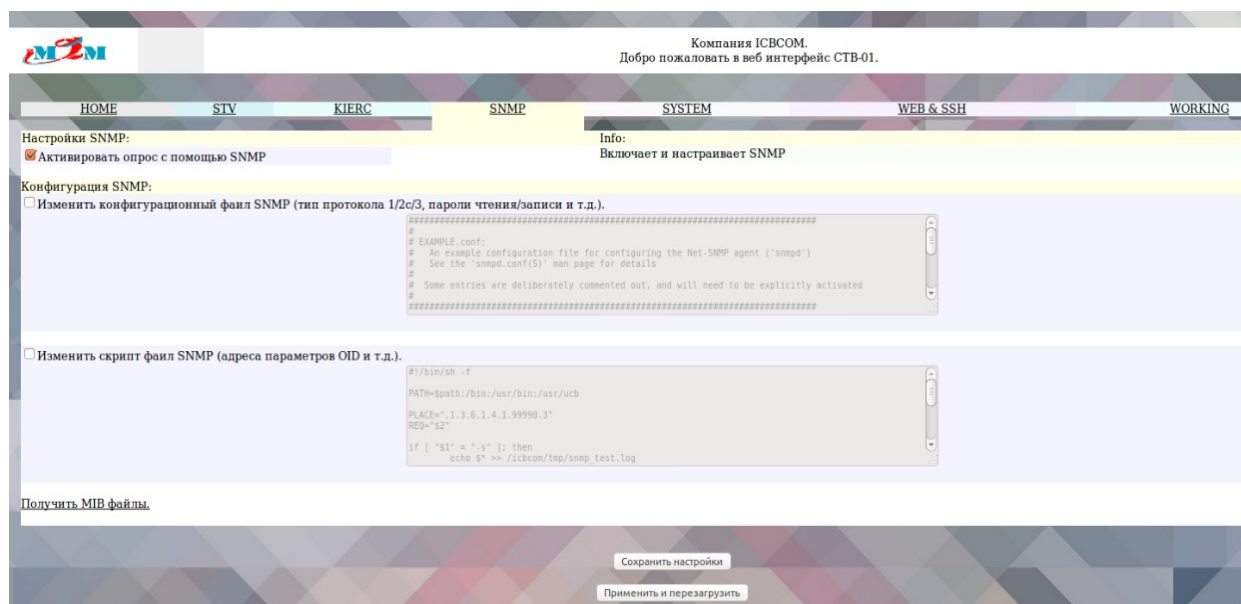 M2M
Компания ICBCOM.
Добро пожаловать в веб интерфейс СТВ-01.
HOME STV KIERC SNMP SYSTEM WEB & SSH WORKING
Настройки SNMP:
Активировать опрос с помощью SNMP
Info:
Включает и настраивает SNMP
Конфигурация SNMP:
Изменить конфигурационный фаил SNMP (тип протокола 1/2c/3, пароли чтения/записи и т.д.).
###############################################################################
#
# EXAMPLE.conf:
#   An example configuration file for configuring the Net-SNMP agent ('snmpd')
#   See the 'snmpd.conf(5)' man page for details
#
#  Some entries are deliberately commented out, and will need to be explicitly activated
#
###############################################################################
Изменить скрипт фаил SNMP (адреса параметров OID и т.д.).
#!/bin/sh -f
PATH=$path:/bin:/usr/bin:/usr/ucb
PLACE=".1.3.6.1.4.1.99990.3"
REQ="$2"
if [ "$1" = "-s" ]; then
echo $* >> /icbcom/tmp/snmp_test.log
Получить MIB файлы.
Сохранить настройки
Применить и перезагрузить